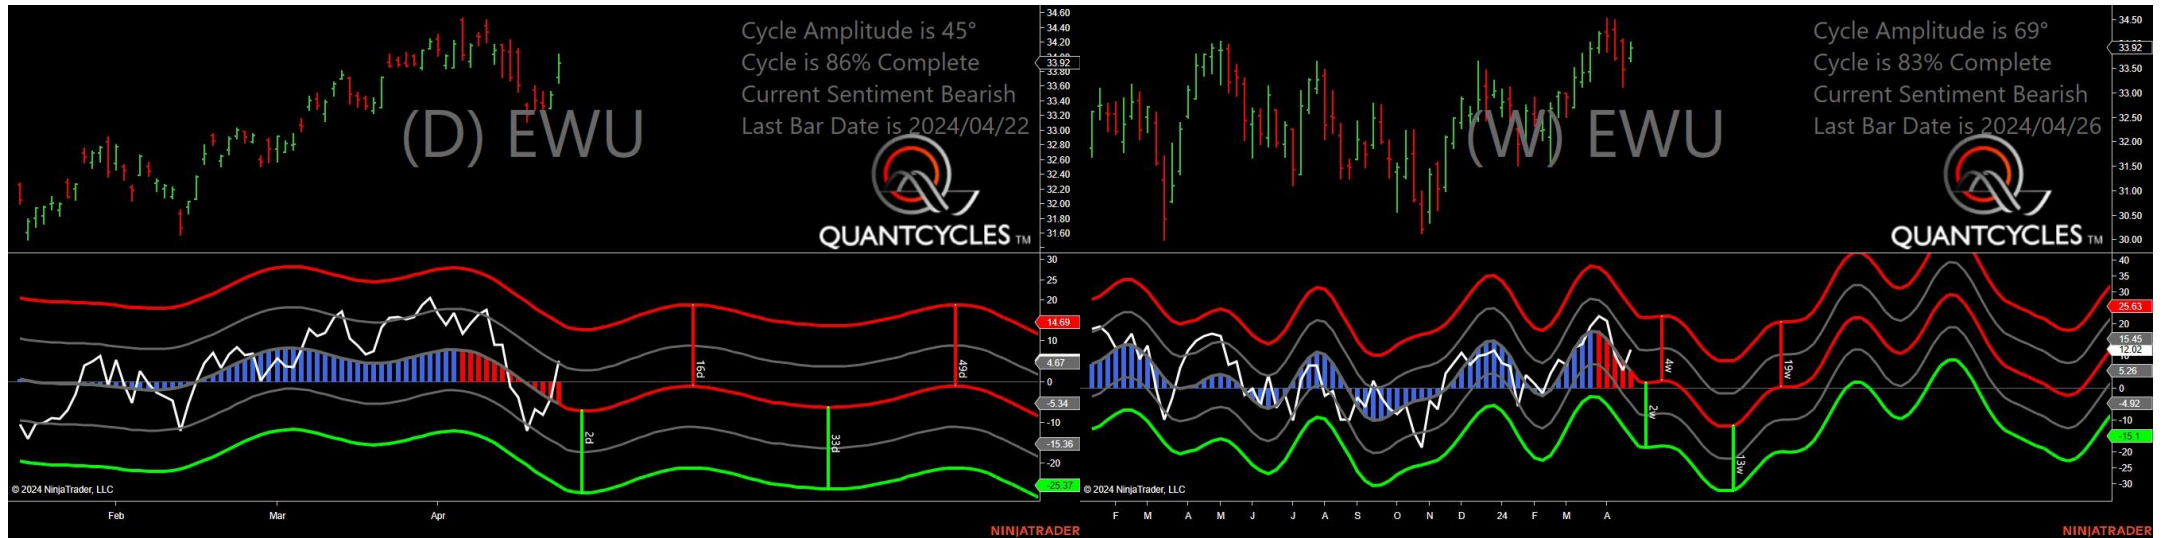 Cycle Amplitude is 45°
Cycle is 86% Complete
Current Sentiment Bearish
Last Bar Date is 2024/04/22
(D) EWU
QUANTCYCLES TM
34.60
34.40
34.20
33.92
33.80
33.60
33.40
33.20
33.00
32.80
32.60
32.40
32.20
32.00
31.80
31.60
30
25
20
14.69
10
4.67
0
-5.34
-10
-15.36
-20
-25.37
2d
16d
33d
49d
© 2024 NinjaTrader, LLC
Feb
Mar
Apr
NINJATRADER
Cycle Amplitude is 69°
Cycle is 83% Complete
Current Sentiment Bearish
Last Bar Date is 2024/04/26
(W) EWU
QUANTCYCLES TM
34.50
33.92
33.50
33.00
32.50
32.00
31.50
31.00
30.50
30.00
40
35
30
25.63
20
15.45
12.02
5.26
0
-4.92
-10
-15.1
-20
-25
-30
2w
4w
13w
19w
© 2024 NinjaTrader, LLC
F M A M J J A S O N D 24 F M A
NINJATRADER